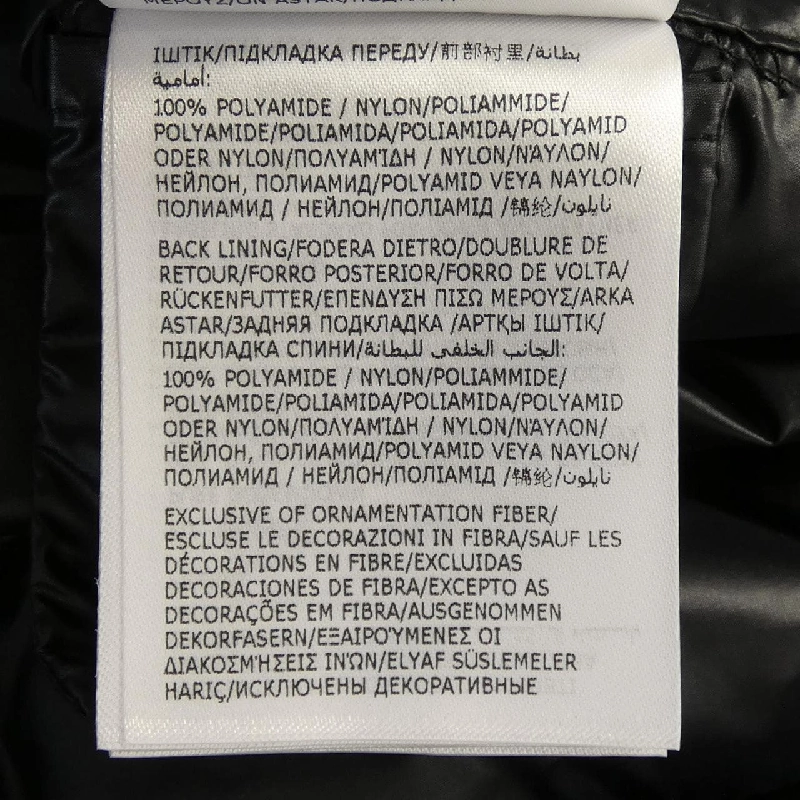 ΜΕΡΟΥΣ/ÖN ASTAR/ПОДКЛАДКА
ІШТІК/ПІДКЛАДКА ПЕРЕДУ/前部衬里/بطانة
أمامية:
100% POLYAMIDE / NYLON/POLIAMMIDE/
POLYAMIDE/POLIAMIDA/POLIAMIDA/POLYAMID
ODER NYLON/ΠΟΛΥΑΜΊΔΗ / NYLON/ΝΆΥΛΟΝ/
НЕЙЛОН, ПОЛИАМИД/POLYAMID VEYA NAYLON/
ПОЛИАМИД / НЕЙЛОН/ПОЛІАМІД /锦纶/نايلون
BACK LINING/FODERA DIETRO/DOUBLURE DE
RETOUR/FORRO POSTERIOR/FORRO DE VOLTA/
RÜCKENFUTTER/ΕΠΕΝΔΥΣΗ ΠΙΣΩ ΜΕΡΟΥΣ/ARKA
ASTAR/ЗАДНЯЯ ПОДКЛАДКА /АРТҚЫ ІШТІК/
ПІДКЛАДКА СПИНИ/الجانب الخلفي للبطانة:
100% POLYAMIDE / NYLON/POLIAMMIDE/
POLYAMIDE/POLIAMIDA/POLIAMIDA/POLYAMID
ODER NYLON/ΠΟΛΥΑΜΊΔΗ / NYLON/ΝΆΥΛΟΝ/
НЕЙЛОН, ПОЛИАМИД/POLYAMID VEYA NAYLON/
ПОЛИАМИД / НЕЙЛОН/ПОЛІАМІД /锦纶/نايلون
EXCLUSIVE OF ORNAMENTATION FIBER/
ESCLUSE LE DECORAZIONI IN FIBRA/SAUF LES
DÉCORATIONS EN FIBRE/EXCLUIDAS
DECORACIONES DE FIBRA/EXCEPTO AS
DECORAÇÕES EM FIBRA/AUSGENOMMEN
DEKORFASERN/ΕΞΑΙΡΟΎΜΕΝΕΣ ΟΙ
ΔΙΑΚΟΣΜΉΣΕΙΣ ΙΝΏΝ/ELYAF SÜSLEMELER
HARIÇ/ИСКЛЮЧЕНЫ ДЕКОРАТИВНЫЕ